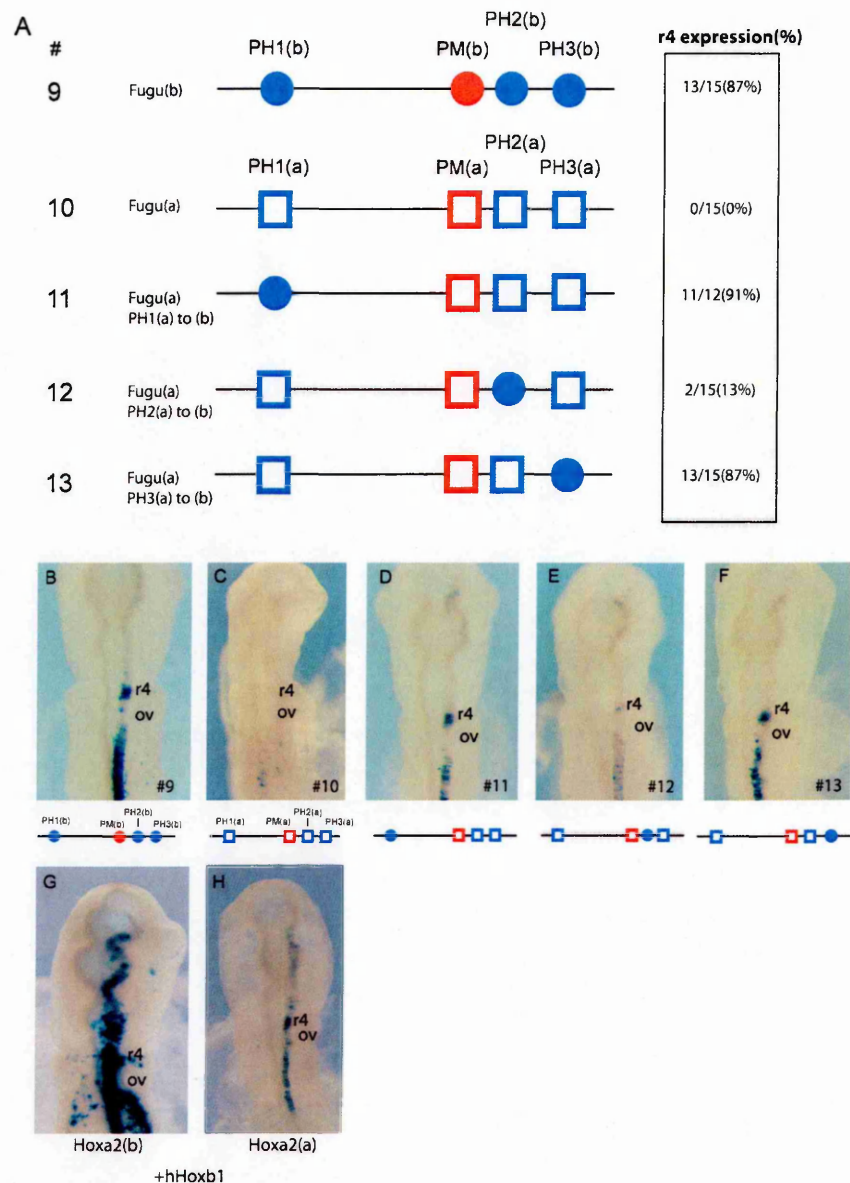 A
#
PH2(b)
PH1(b) PM(b) PH3(b)
r4 expression(%)
9 Fugu(b) 13/15(87%)
PH2(a)
PH1(a) PM(a) PH3(a)
10 Fugu(a) 0/15(0%)
11 Fugu(a) 11/12(91%)
PH1(a) to (b)
12 Fugu(a) 2/15(13%)
PH2(a) to (b)
13 Fugu(a) 13/15(87%)
PH3(a) to (b)
B
r4
ov
#9
C
r4
ov
#10
D
r4
ov
#11
E
r4
ov
#12
F
r4
ov
#13
PH1(b) PM(b) PH2(b) PH3(b)
PH1(a) PM(a) PH2(a) PH3(a)
G
r4
ov
H
r4
ov
Hoxa2(b) Hoxa2(a)
+hHoxb1